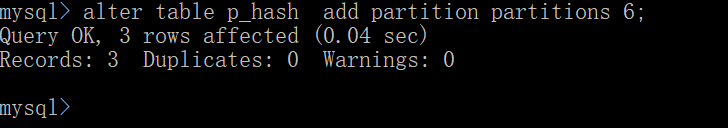 mysql> alter table p_hash  add partition partitions 6;
Query OK, 3 rows affected (0.04 sec)
Records: 3  Duplicates: 0  Warnings: 0
mysql>